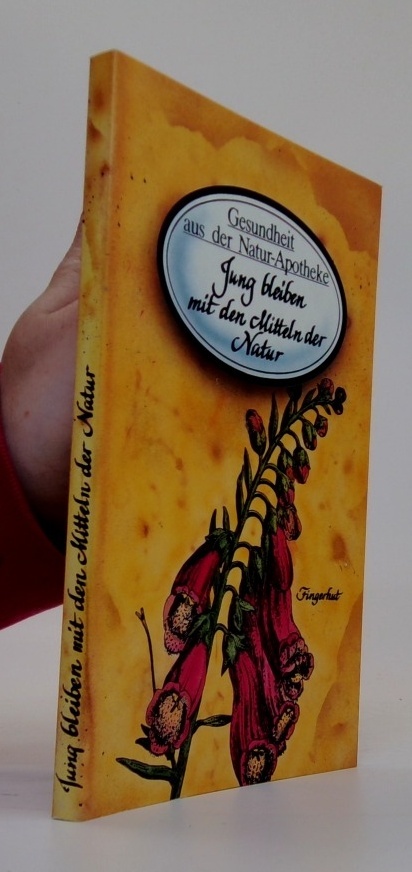 Gesundheit
aus der Natur-Apotheke
Jung bleiben
mit den Mitteln der
Natur
Fingerhut
Jung bleiben mit den Mitteln der Natur